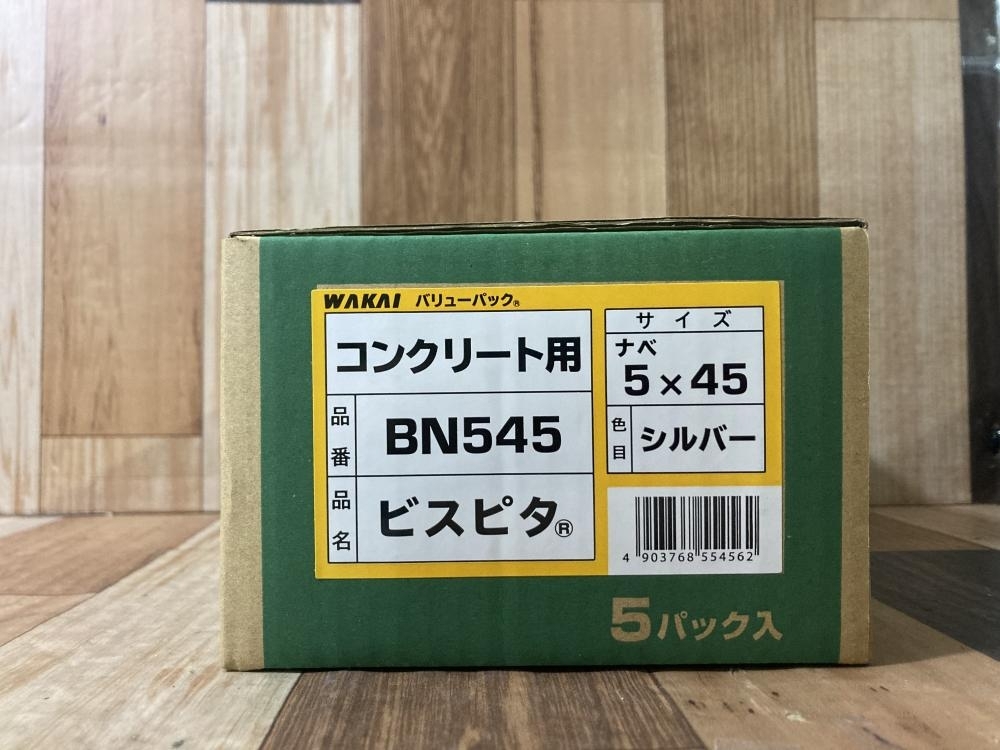 WAKAI バリューパック®
コンクリート用
品番 BN545
品名 ビスピタ®
サイズ
ナベ
5×45
色目 シルバー
4 903768 554562
5パック入